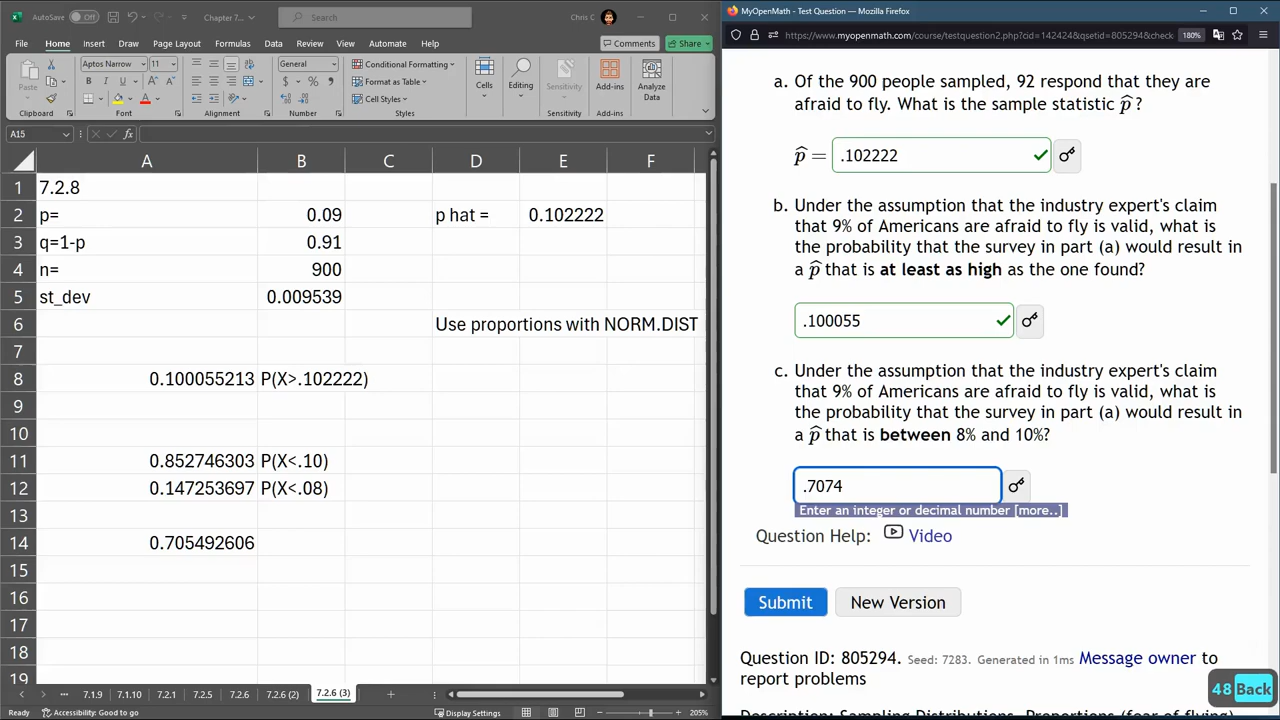 AutoSave Off Chapter 7... Search Chris C
File Home Insert Draw Page Layout Formulas Data Review View Automate Help Comments Share
Paste Aptos Narrow 11 General Conditional Formatting Format as Table Cell Styles Cells Editing Sensitivity Add-ins Analyze Data
Clipboard Font Alignment Number Styles Sensitivity Add-ins
A15 fx
A B C D E F
1 7.2.8
2 p= 0.09 p hat = 0.102222
3 q=1-p 0.91
4 n= 900
5 st_dev 0.009539
6 Use proportions with NORM.DIST
7
8 0.100055213 P(X>.102222)
9
10
11 0.852746303 P(X<.10)
12 0.147253697 P(X<.08)
13
14 0.705492606
15
16
17
18
19
... 7.1.9 7.1.10 7.2.1 7.2.5 7.2.6 7.2.6 (2) 7.2.6 (3)
Ready Accessibility: Good to go Display Settings 205%
MyOpenMath — Test Question — Mozilla Firefox
https://www.myopenmath.com/course/testquestion2.php?cid=142424&qsetid=805294&check 180%
a. Of the 900 people sampled, 92 respond that they are
afraid to fly. What is the sample statistic p̂ ?
p̂ = .102222
b. Under the assumption that the industry expert's claim
that 9% of Americans are afraid to fly is valid, what is
the probability that the survey in part (a) would result in
a p̂ that is at least as high as the one found?
.100055
c. Under the assumption that the industry expert's claim
that 9% of Americans are afraid to fly is valid, what is
the probability that the survey in part (a) would result in
a p̂ that is between 8% and 10%?
.7074
Enter an integer or decimal number [more..]
Question Help: Video
Submit New Version
Question ID: 805294. Seed: 7283. Generated in 1ms Message owner to
report problems
48 Back
Description: Sampling Distributions, Proportions (fear of flying)